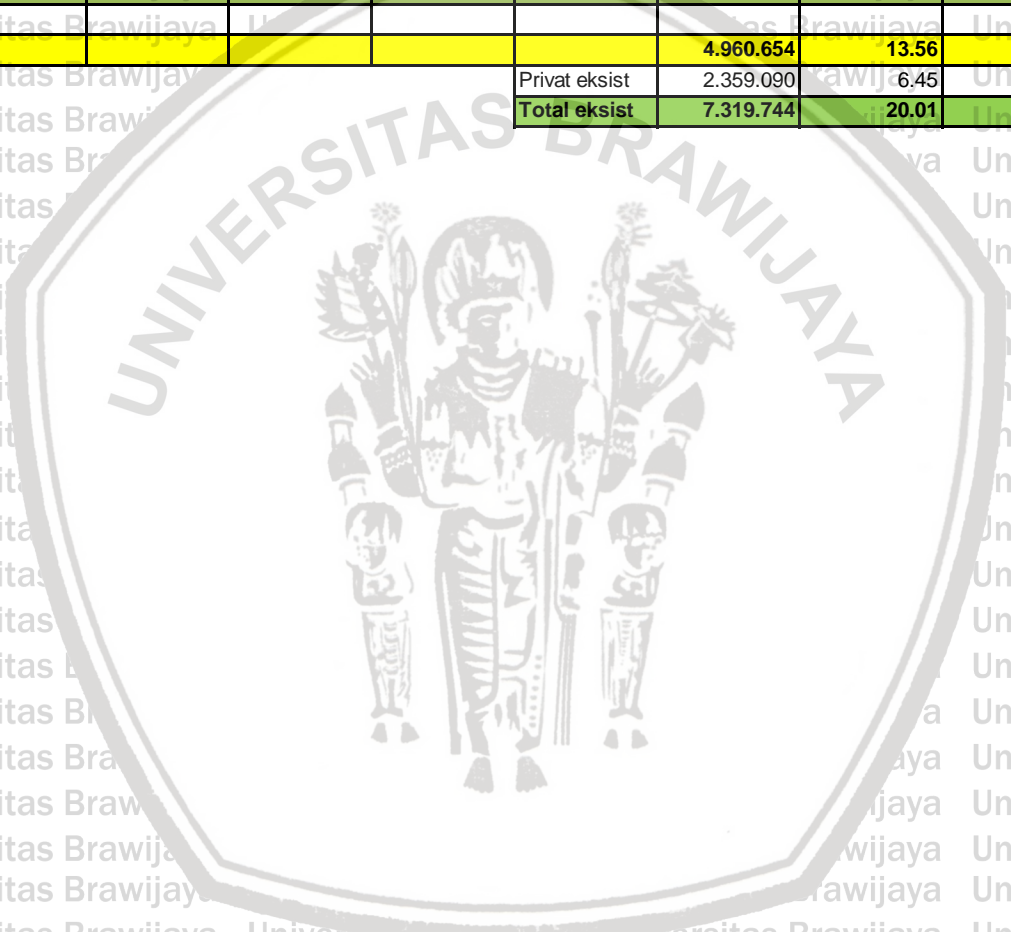 4.960.654 13.56
Privat eksist 2.359.090 6.45
Total eksist 7.319.744 20.01
UNIVERSITAS BRAWIJAYA